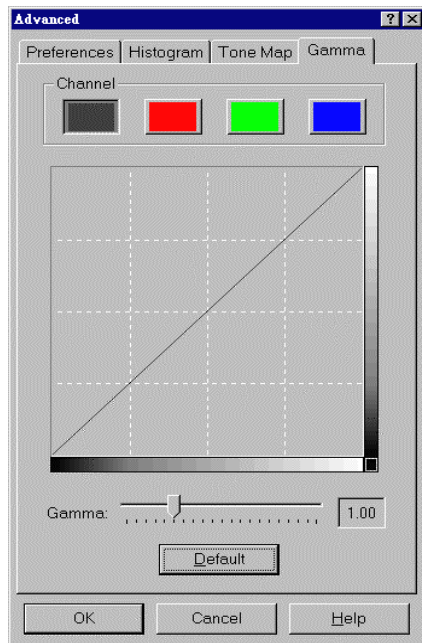 Advanced
Preferences Histogram Tone Map Gamma
Channel
Gamma: 1.00
Default
OK Cancel Help